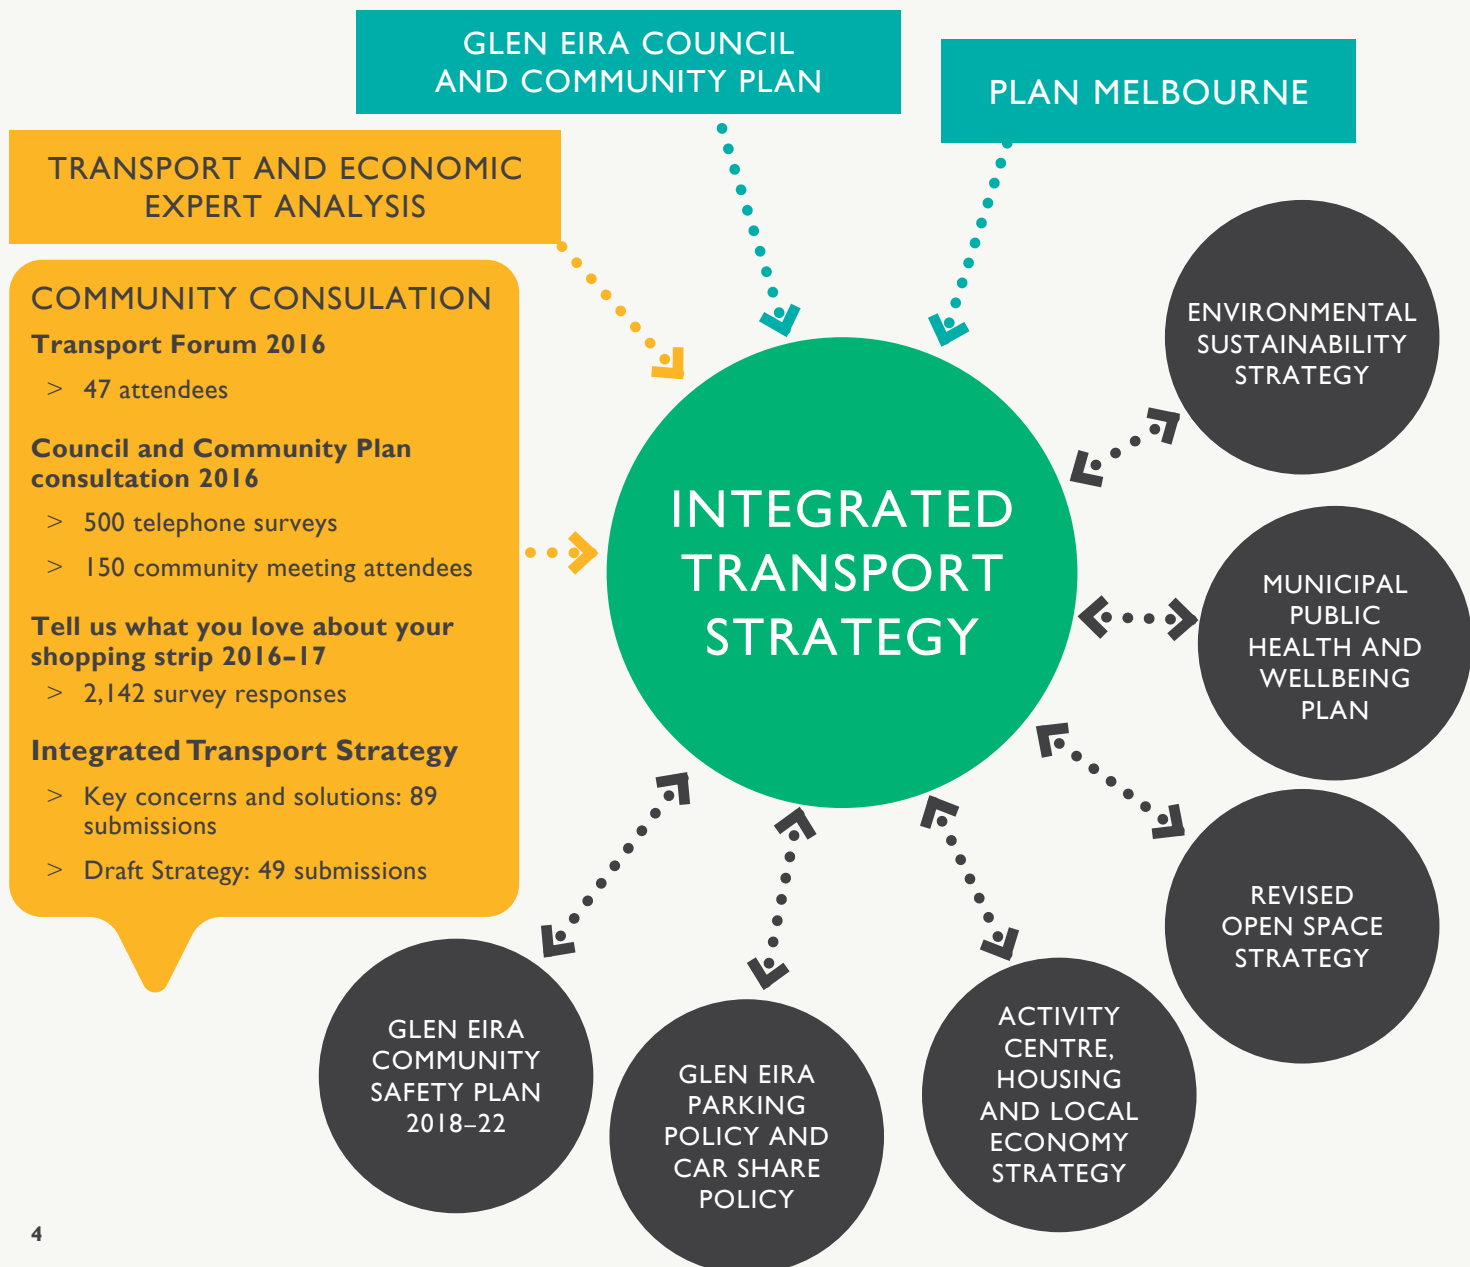 GLEN EIRA COUNCIL
AND COMMUNITY PLAN
PLAN MELBOURNE
TRANSPORT AND ECONOMIC
EXPERT ANALYSIS
COMMUNITY CONSULATION
Transport Forum 2016
> 47 attendees
Council and Community Plan
consultation 2016
> 500 telephone surveys
> 150 community meeting attendees
Tell us what you love about your
shopping strip 2016–17
> 2,142 survey responses
Integrated Transport Strategy
> Key concerns and solutions: 89
submissions
> Draft Strategy: 49 submissions
INTEGRATED
TRANSPORT
STRATEGY
ENVIRONMENTAL
SUSTAINABILITY
STRATEGY
MUNICIPAL
PUBLIC
HEALTH AND
WELLBEING
PLAN
REVISED
OPEN SPACE
STRATEGY
ACTIVITY
CENTRE,
HOUSING
AND LOCAL
ECONOMY
STRATEGY
GLEN EIRA
PARKING
POLICY AND
CAR SHARE
POLICY
GLEN EIRA
COMMUNITY
SAFETY PLAN
2018–22
4